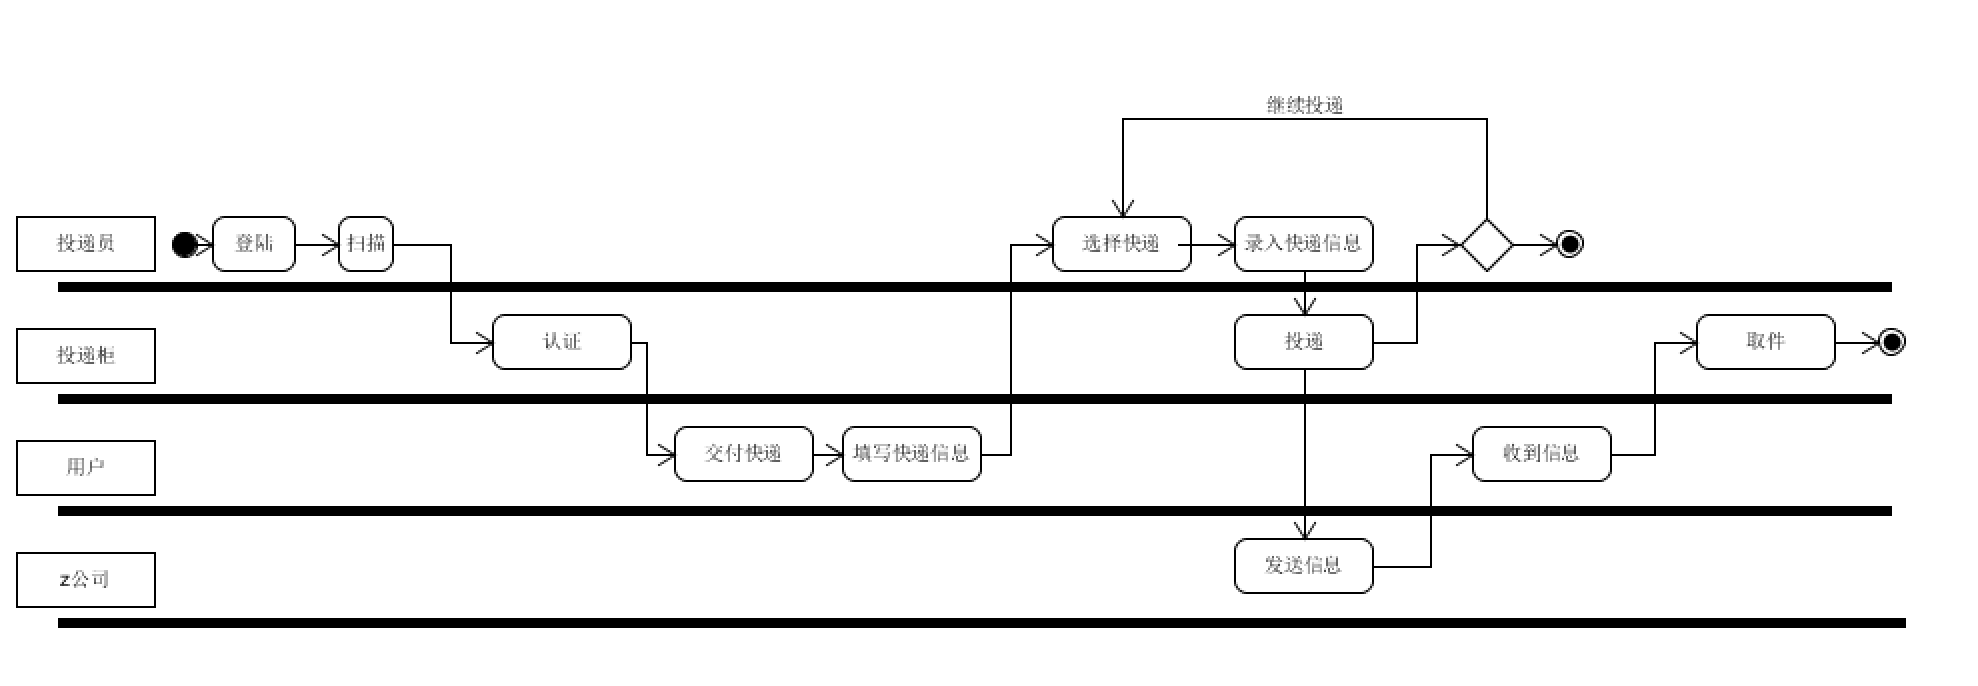 继续投递
投递员
登陆
扫描
选择快递
录入快递信息
投递柜
认证
投递
取件
用户
交付快递
填写快递信息
收到信息
z公司
发送信息